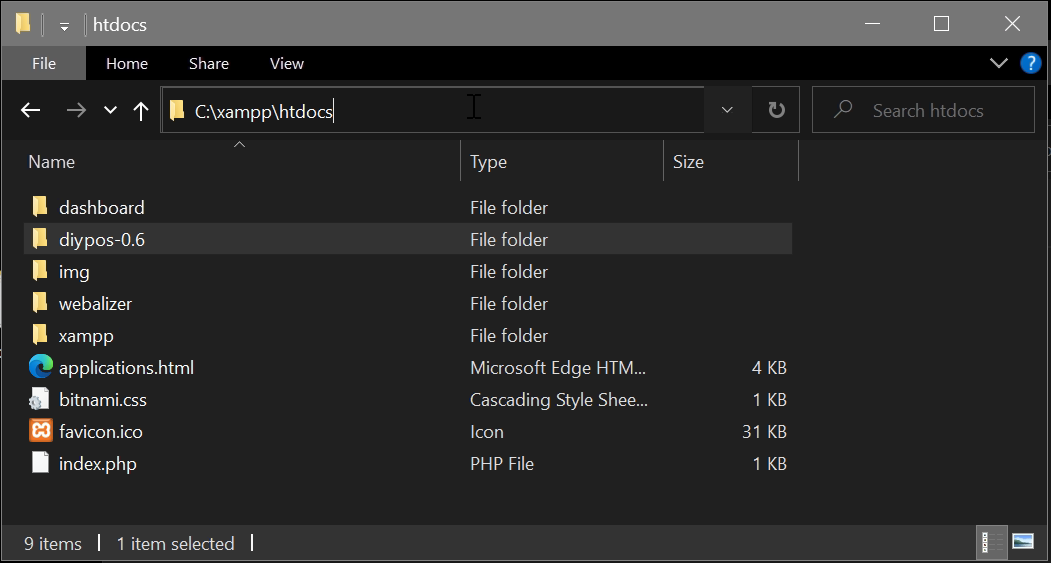 htdocs
File Home Share View
C:\xampp\htdocs Search htdocs
Name Type Size
dashboard File folder
diypos-0.6 File folder
img File folder
webalizer File folder
xampp File folder
applications.html Microsoft Edge HTM... 4 KB
bitnami.css Cascading Style Shee... 1 KB
favicon.ico Icon 31 KB
index.php PHP File 1 KB
9 items 1 item selected